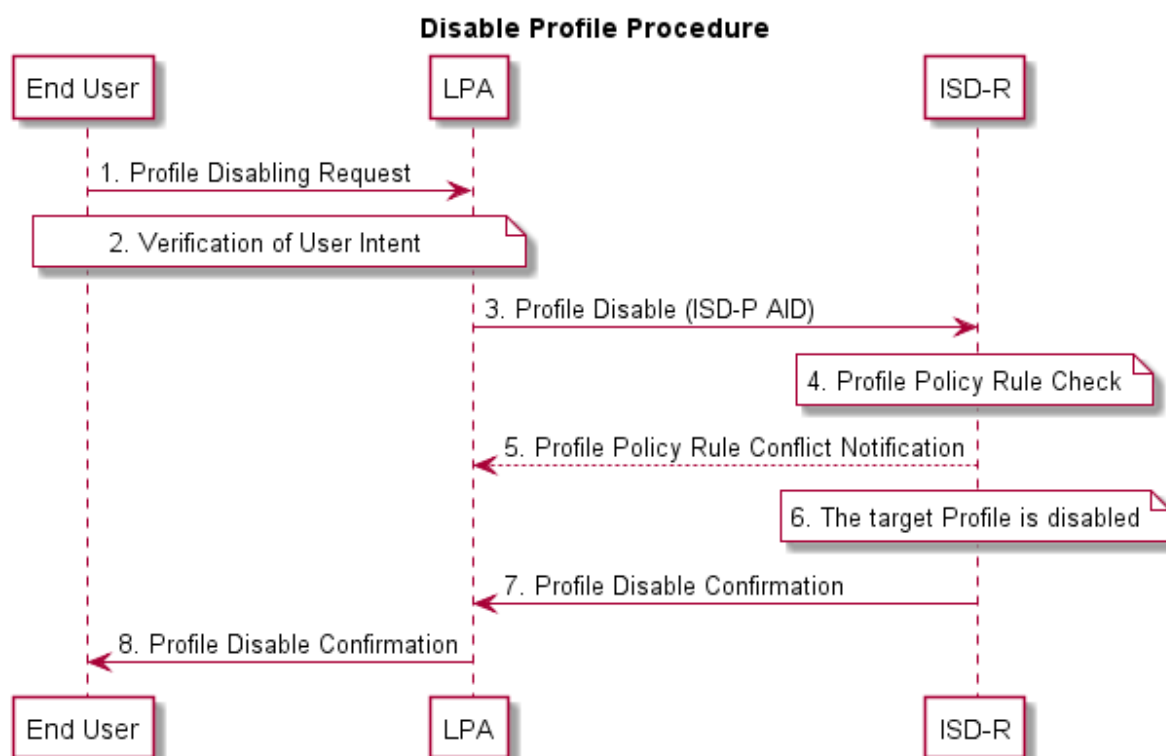 Disable Profile Procedure
End User
LPA
ISD-R
1. Profile Disabling Request
2. Verification of User Intent
3. Profile Disable (ISD-P AID)
4. Profile Policy Rule Check
5. Profile Policy Rule Conflict Notification
6. The target Profile is disabled
7. Profile Disable Confirmation
8. Profile Disable Confirmation
End User
LPA
ISD-R